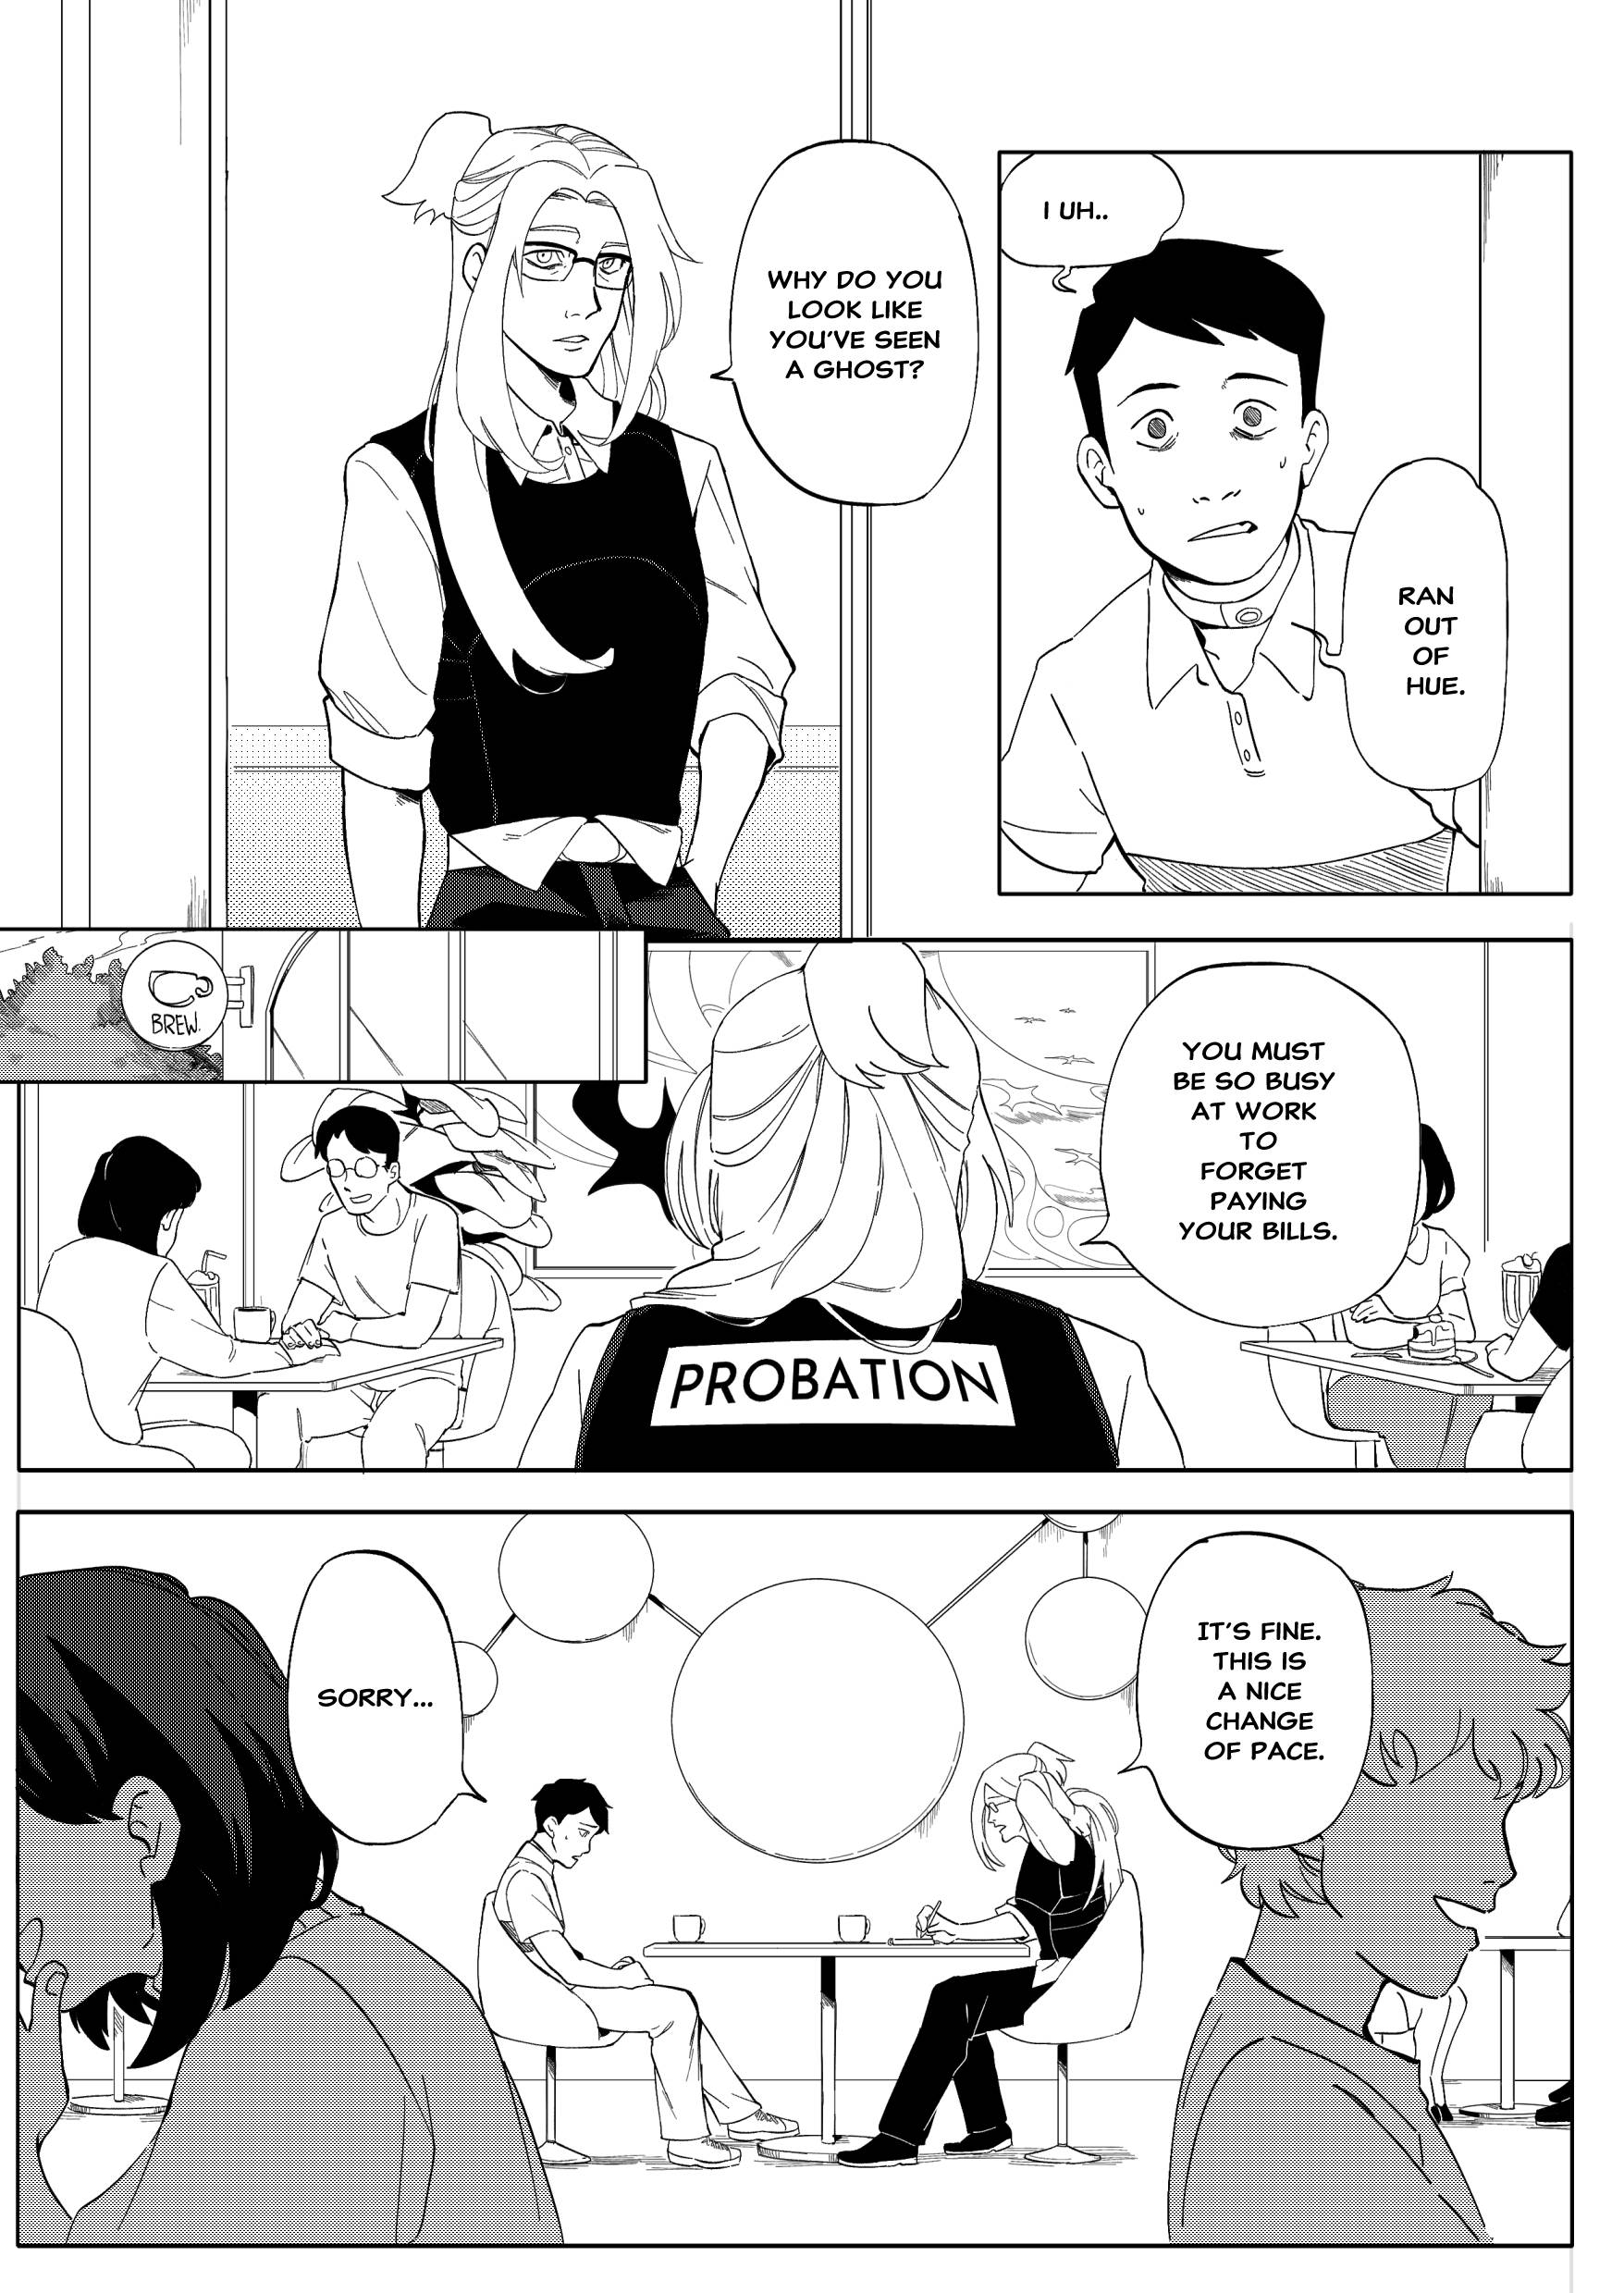 WHY DO YOU
LOOK LIKE
YOU'VE SEEN
A GHOST?
I UH..
RAN
OUT
OF
HUE.
BREW.
YOU MUST
BE SO BUSY
AT WORK
TO
FORGET
PAYING
YOUR BILLS.
PROBATION
SORRY...
IT'S FINE.
THIS IS
A NICE
CHANGE
OF PACE.